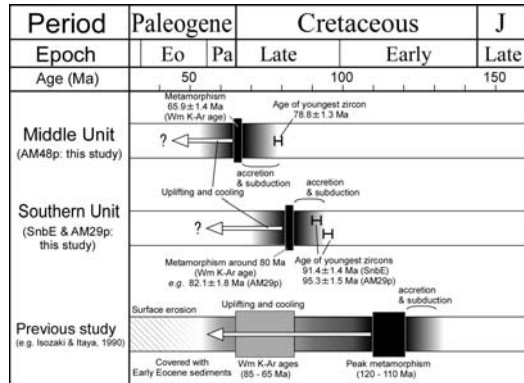 Period Paleogene Cretaceous J
Epoch Eo Pa Late Early Late
Age (Ma) 50 100 150
Metamorphism
65.9±1.4 Ma
(Wm K-Ar age)
Age of youngest zircon
78.8±1.3 Ma
Middle Unit
(AM48p: this study)
?
accretion
& subduction
Uplifting and cooling
accretion
& subduction
Southern Unit
(SnbE & AM29p:
this study)
?
Metamorphism around 80 Ma
(Wm K-Ar age)
e.g. 82.1±1.8 Ma (AM29p)
Age of youngest zircons
91.4±1.4 Ma (SnbE)
95.3±1.5 Ma (AM29p)
accretion
& subduction
Surface erosion
Uplifting and cooling
Previous study
(e.g. Isozaki & Itaya, 1990)
Covered with
Early Eocene sediments
Wm K-Ar ages
(85 - 65 Ma)
Peak metamorphism
(120 - 110 Ma)